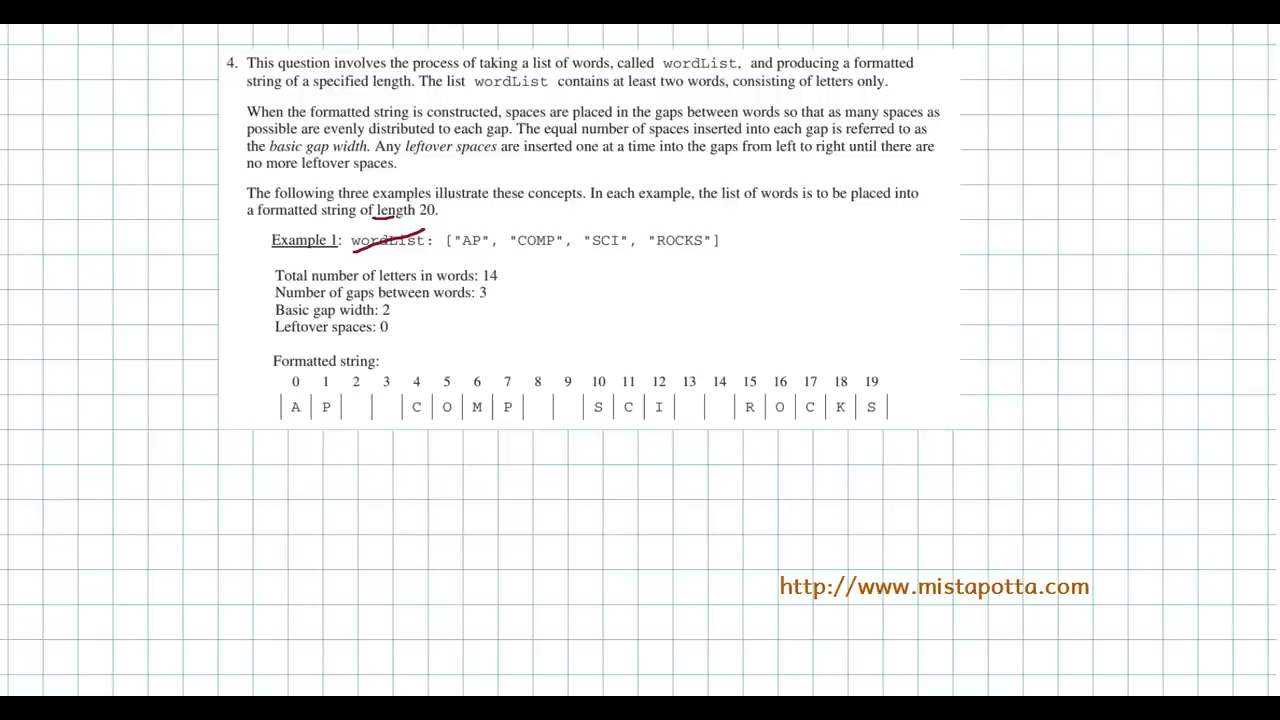 4. This question involves the process of taking a list of words, called wordList, and producing a formatted
string of a specified length. The list wordList contains at least two words, consisting of letters only.
When the formatted string is constructed, spaces are placed in the gaps between words so that as many spaces as
possible are evenly distributed to each gap. The equal number of spaces inserted into each gap is referred to as
the basic gap width. Any leftover spaces are inserted one at a time into the gaps from left to right until there are
no more leftover spaces.
The following three examples illustrate these concepts. In each example, the list of words is to be placed into
a formatted string of length 20.
Example 1: wordList: ["AP", "COMP", "SCI", "ROCKS"]
Total number of letters in words: 14
Number of gaps between words: 3
Basic gap width: 2
Leftover spaces: 0
Formatted string:
0 1 2 3 4 5 6 7 8 9 10 11 12 13 14 15 16 17 18 19
A P C O M P S C I R O C K S
http://www.mistapotta.com